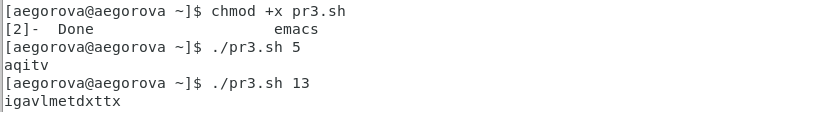 [aegorova@aegorova ~]$ chmod +x pr3.sh
[2]-  Done                    emacs
[aegorova@aegorova ~]$ ./pr3.sh 5
aqitv
[aegorova@aegorova ~]$ ./pr3.sh 13
igavlmetdxttx